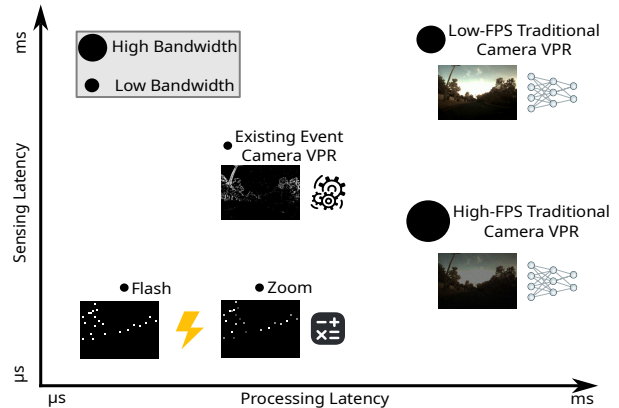 ms
High Bandwidth
Low Bandwidth
Low-FPS Traditional
Camera VPR
Existing Event
Camera VPR
Sensing Latency
High-FPS Traditional
Camera VPR
Flash
Zoom
µs
µs
Processing Latency
ms